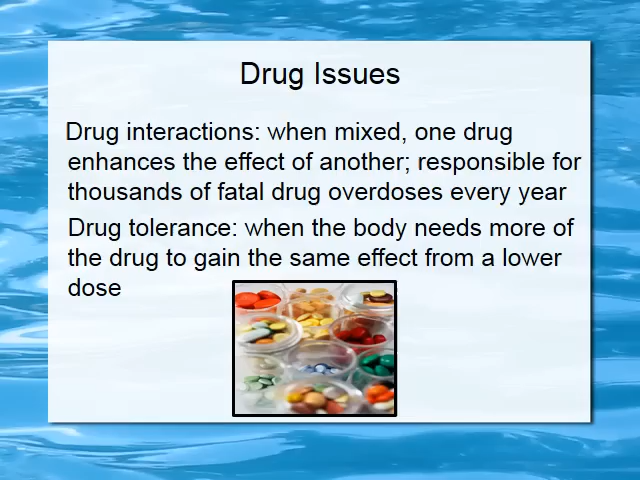 Drug Issues
Drug interactions: when mixed, one drug
enhances the effect of another; responsible for
thousands of fatal drug overdoses every year
Drug tolerance: when the body needs more of
the drug to gain the same effect from a lower
dose